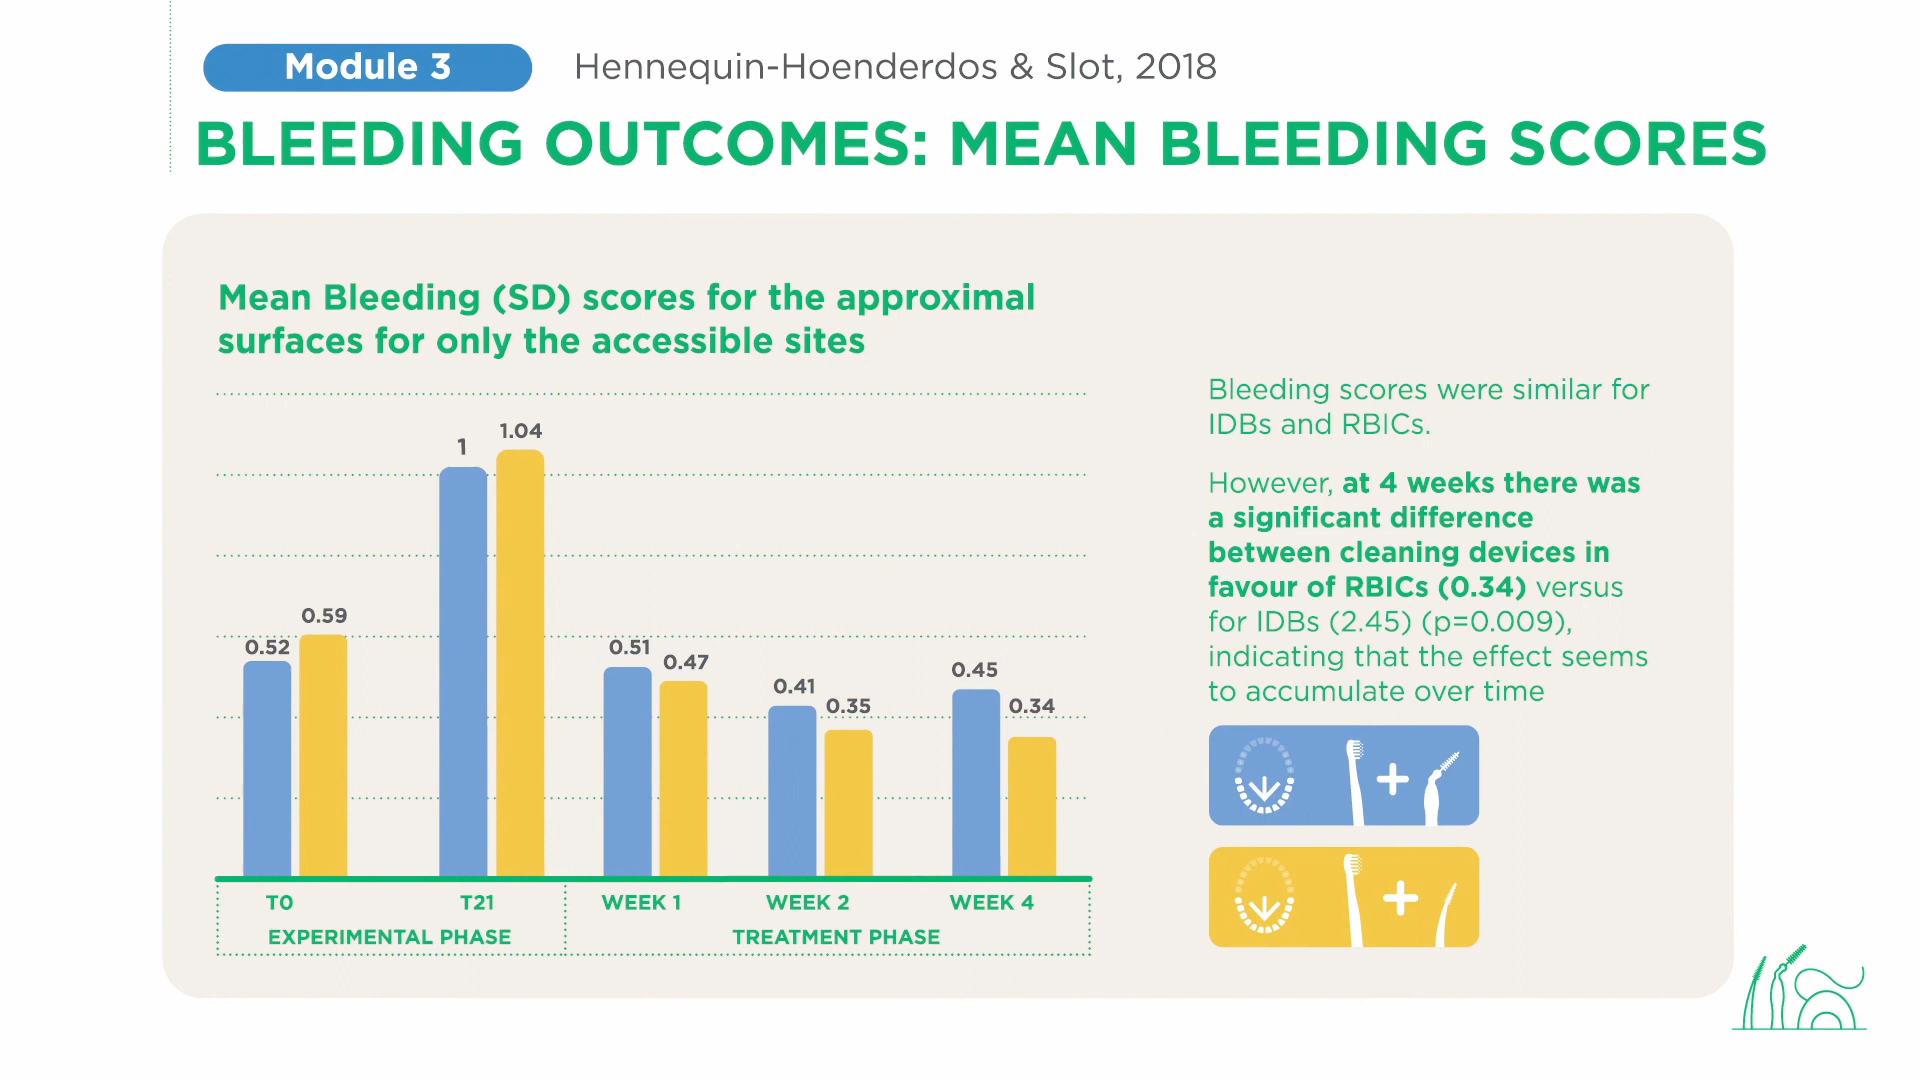 Module 3
Hennequin-Hoenderdos & Slot, 2018
BLEEDING OUTCOMES: MEAN BLEEDING SCORES
Mean Bleeding (SD) scores for the approximal
surfaces for only the accessible sites
0.52
0.59
1
1.04
0.51
0.47
0.41
0.35
0.45
0.34
T0
T21
WEEK 1
WEEK 2
WEEK 4
EXPERIMENTAL PHASE
TREATMENT PHASE
Bleeding scores were similar for
IDBs and RBICs.
However, at 4 weeks there was
a significant difference
between cleaning devices in
favour of RBICs (0.34) versus
for IDBs (2.45) (p=0.009),
indicating that the effect seems
to accumulate over time